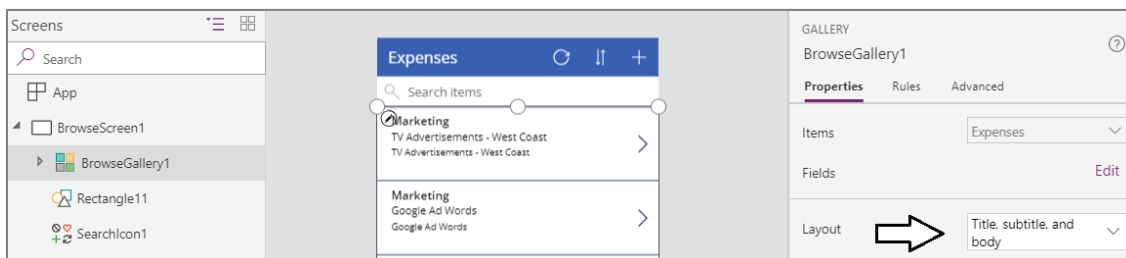 Screens
Search
App
BrowseScreen1
BrowseGallery1
Rectangle11
SearchIcon1
Expenses
Search items
Marketing
TV Advertisements - West Coast
TV Advertisements - West Coast
Marketing
Google Ad Words
Google Ad Words
GALLERY
BrowseGallery1
?
Properties Rules Advanced
Items Expenses
Fields Edit
Layout Title, subtitle, and
body